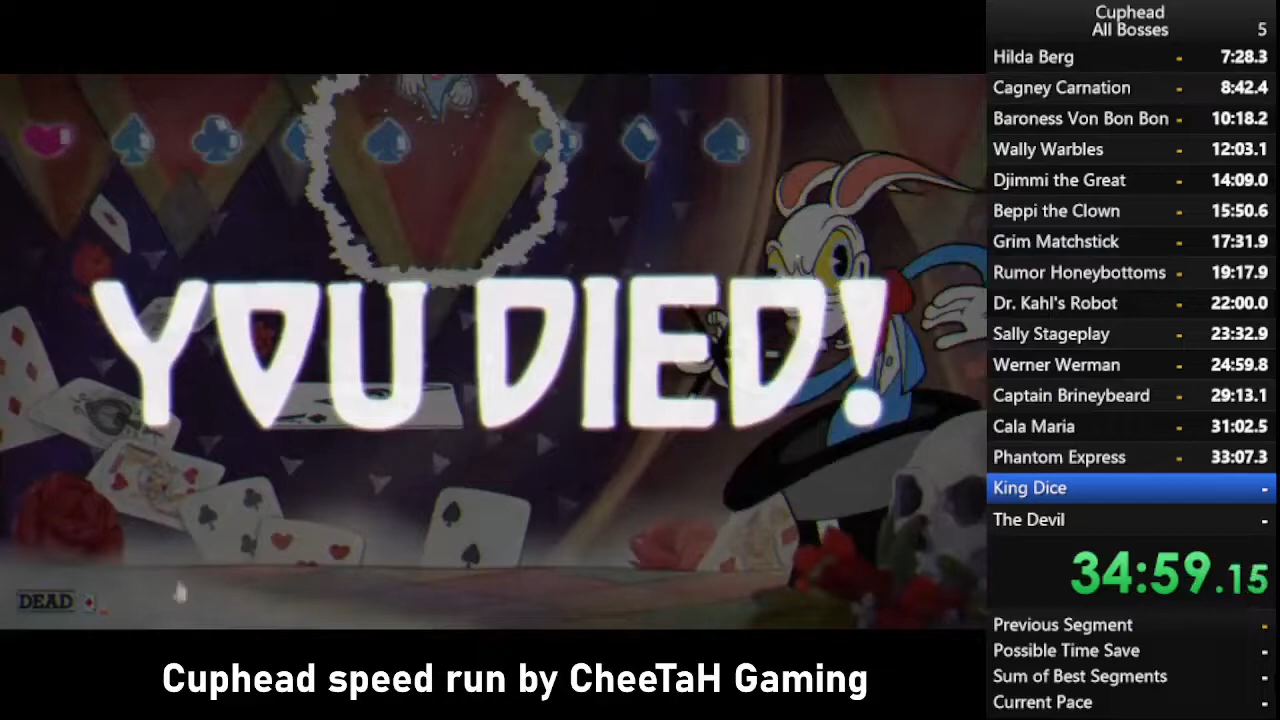 Cuphead
All Bosses 5
Hilda Berg - 7:28.3
Cagney Carnation - 8:42.4
Baroness Von Bon Bon - 10:18.2
Wally Warbles - 12:03.1
Djimmi the Great - 14:09.0
Beppi the Clown - 15:50.6
Grim Matchstick - 17:31.9
Rumor Honeybottoms - 19:17.9
Dr. Kahl's Robot - 22:00.0
Sally Stageplay - 23:32.9
Werner Werman - 24:59.8
Captain Brineybeard - 29:13.1
Cala Maria - 31:02.5
Phantom Express - 33:07.3
King Dice -
The Devil -
34:59.15
Previous Segment -
Possible Time Save -
Sum of Best Segments -
Current Pace -
YOU DIED!
DEAD
Cuphead speed run by CheeTaH Gaming